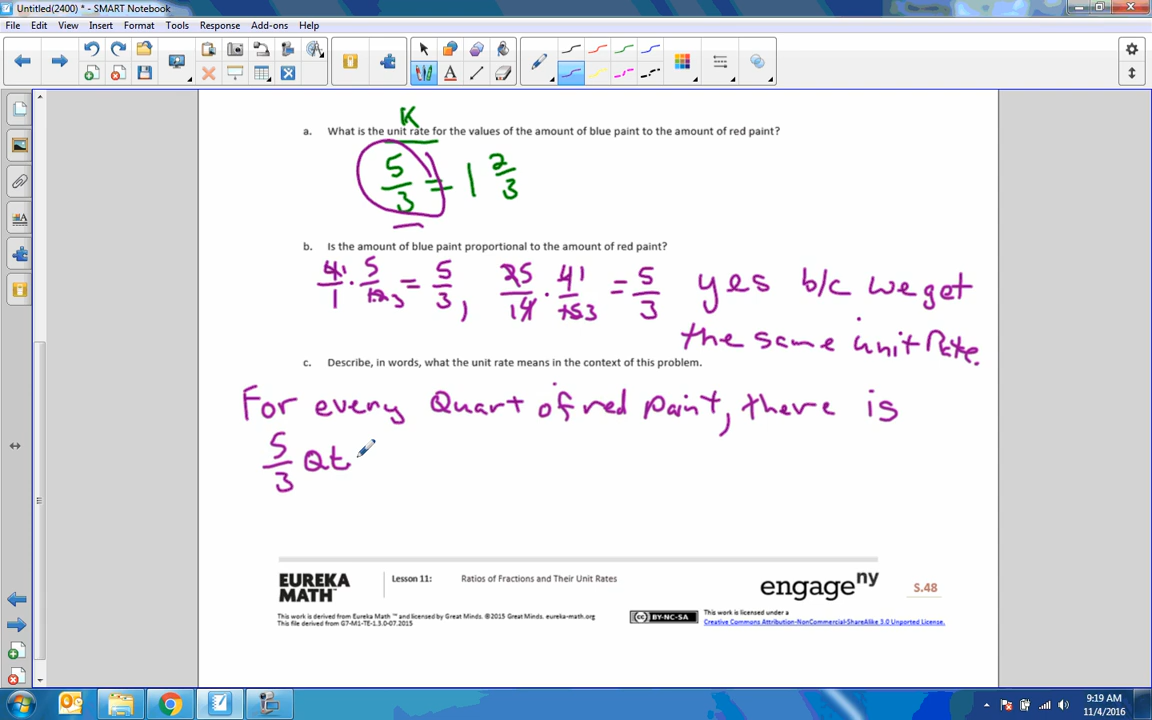 Untitled(2400) * - SMART Notebook
File Edit View Insert Format Tools Response Add-ons Help
K
a. What is the unit rate for the values of the amount of blue paint to the amount of red paint?
5/3 = 1 2/3
b. Is the amount of blue paint proportional to the amount of red paint?
= 5/3, = 5/3 yes b/c we get
the same unit Rate.
c. Describe, in words, what the unit rate means in the context of this problem.
For every Quart of red paint, there is
5/3 Qt
EUREKA MATH™ Lesson 11: Ratios of Fractions and Their Unit Rates engage ny S.48
This work is derived from Eureka Math ™ and licensed by Great Minds. ©2015 Great Minds. eureka-math.org
This file derived from G7-M1-TE-1.3.0-07.2015
CC BY-NC-SA
This work is licensed under a
Creative Commons Attribution-NonCommercial-ShareAlike 3.0 Unported License.
9:19 AM
11/4/2016